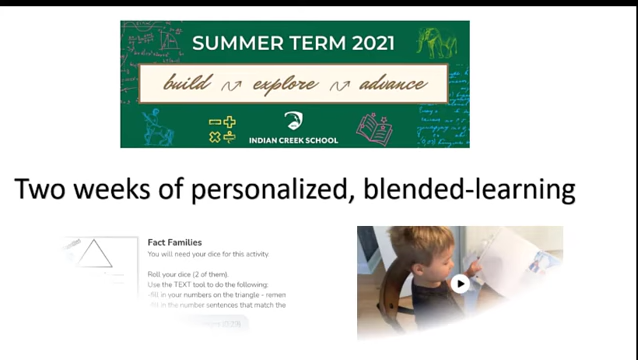 SUMMER TERM 2021
build explore advance
INDIAN CREEK SCHOOL
Two weeks of personalized, blended-learning
Fact Families
You will need your dice for this activity.
Roll your dice (2 of them).
Use the TEXT tool to do the following:
-fill in your numbers on the triangle - remen
-fill in the number sentences that match the